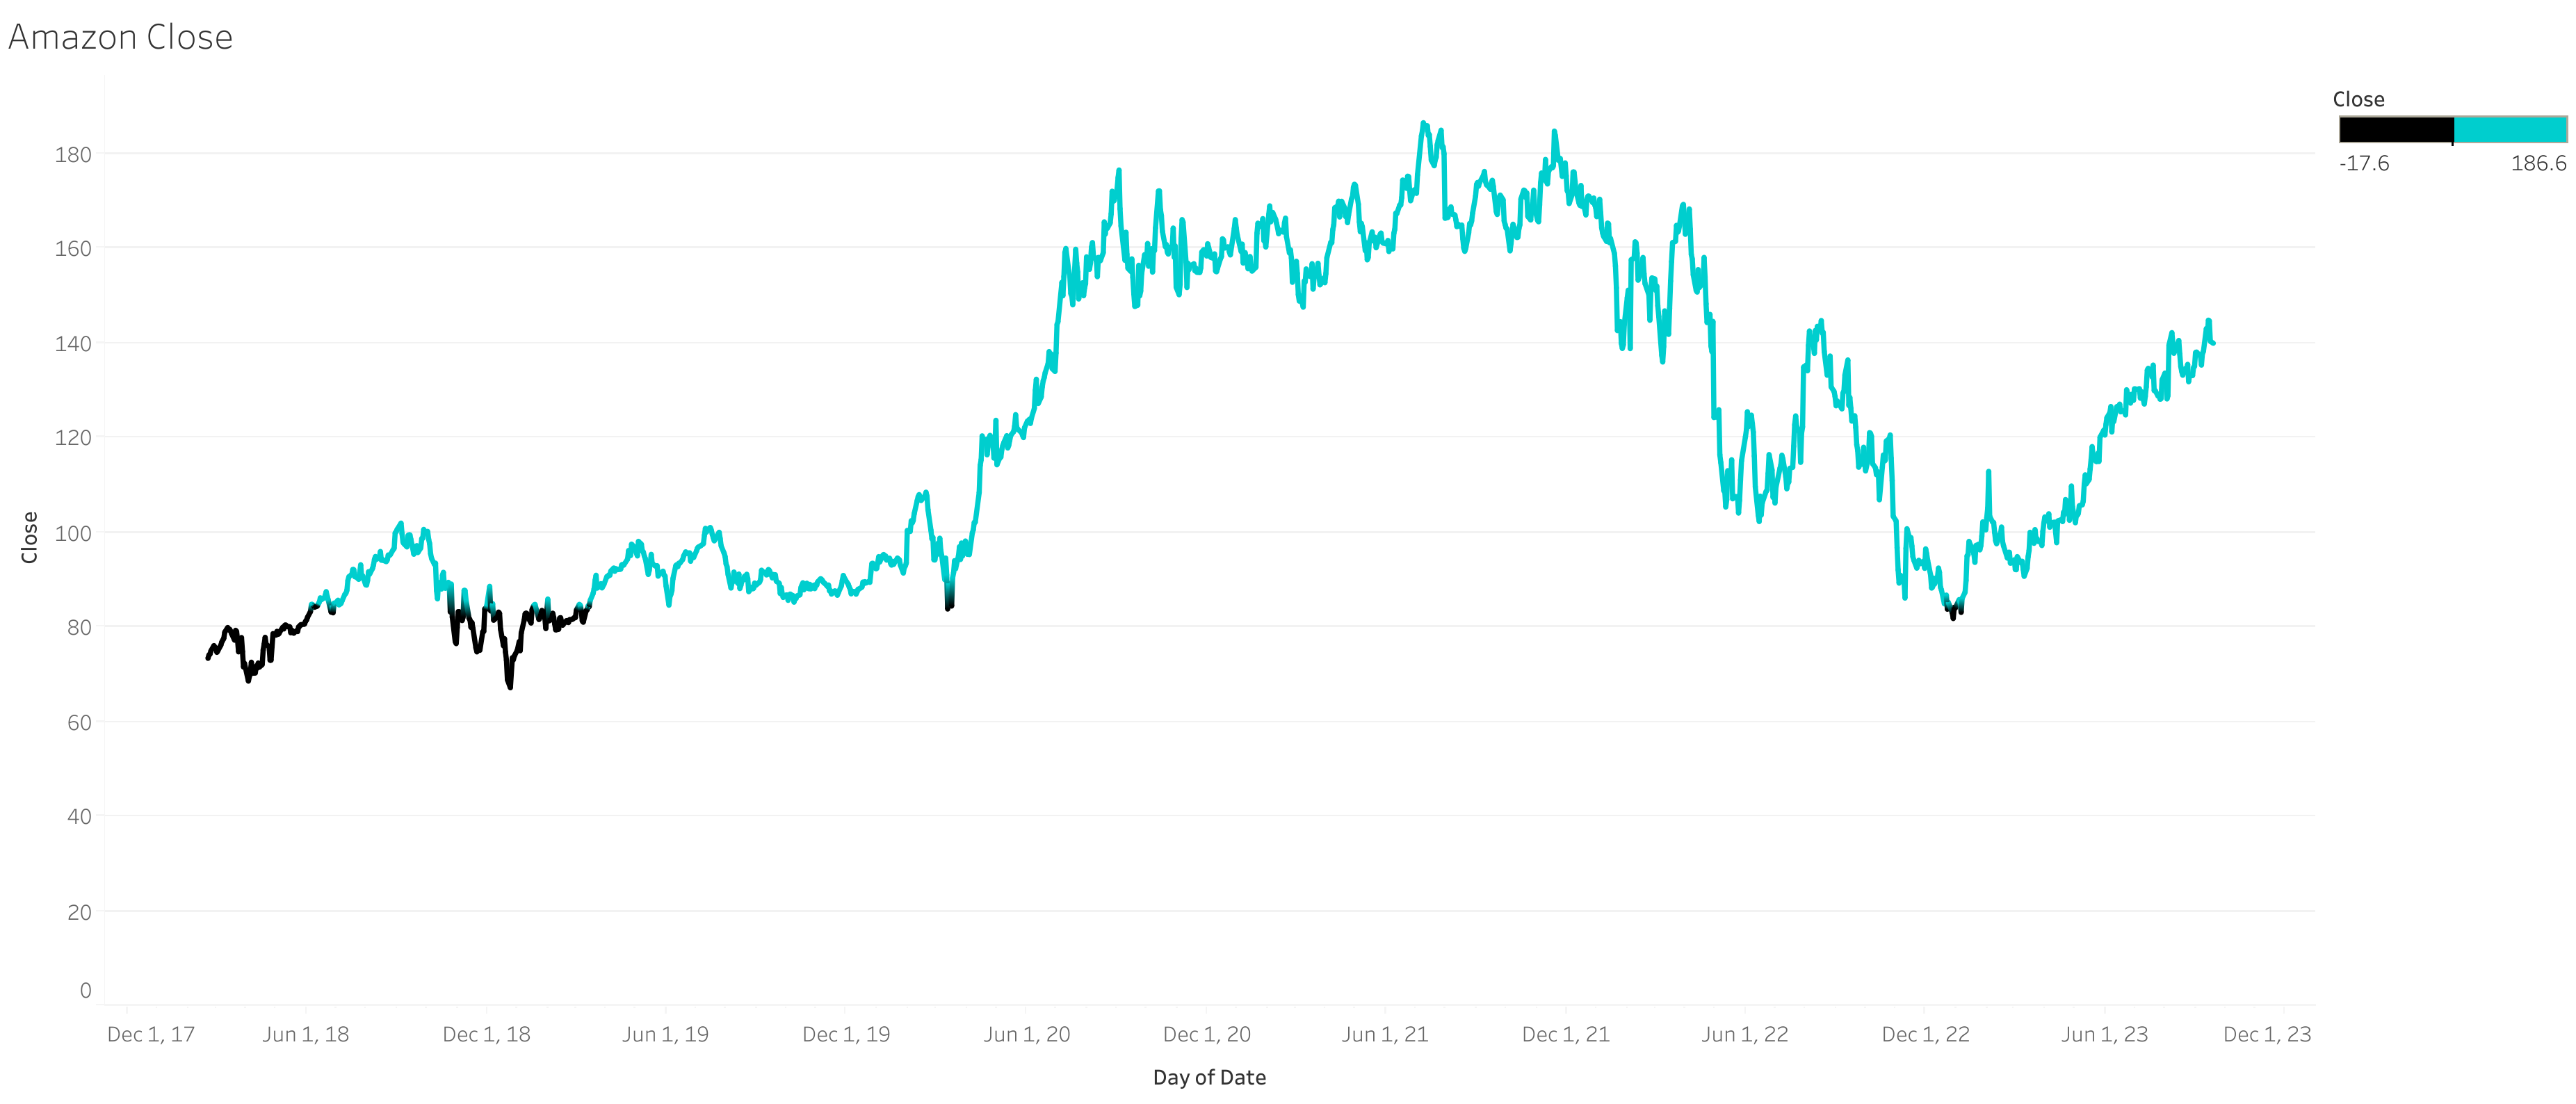 Amazon Close
Close
-17.6 186.6
180
160
140
120
100
80
60
40
20
0
Close
Dec 1, 17 Jun 1, 18 Dec 1, 18 Jun 1, 19 Dec 1, 19 Jun 1, 20 Dec 1, 20 Jun 1, 21 Dec 1, 21 Jun 1, 22 Dec 1, 22 Jun 1, 23 Dec 1, 23
Day of Date